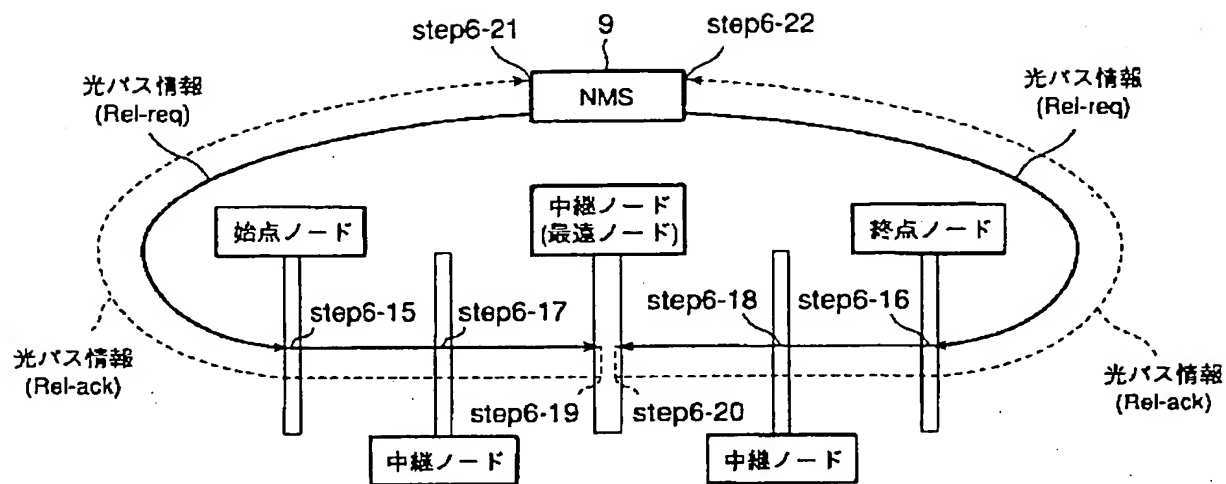 step6-21
9
step6-22
光パス情報
(Rel-req)
NMS
光パス情報
(Rel-req)
始点ノード
中継ノード
(最遠ノード)
終点ノード
step6-15
step6-17
step6-18
step6-16
光パス情報
(Rel-ack)
step6-19
step6-20
光パス情報
(Rel-ack)
中継ノード
中継ノード